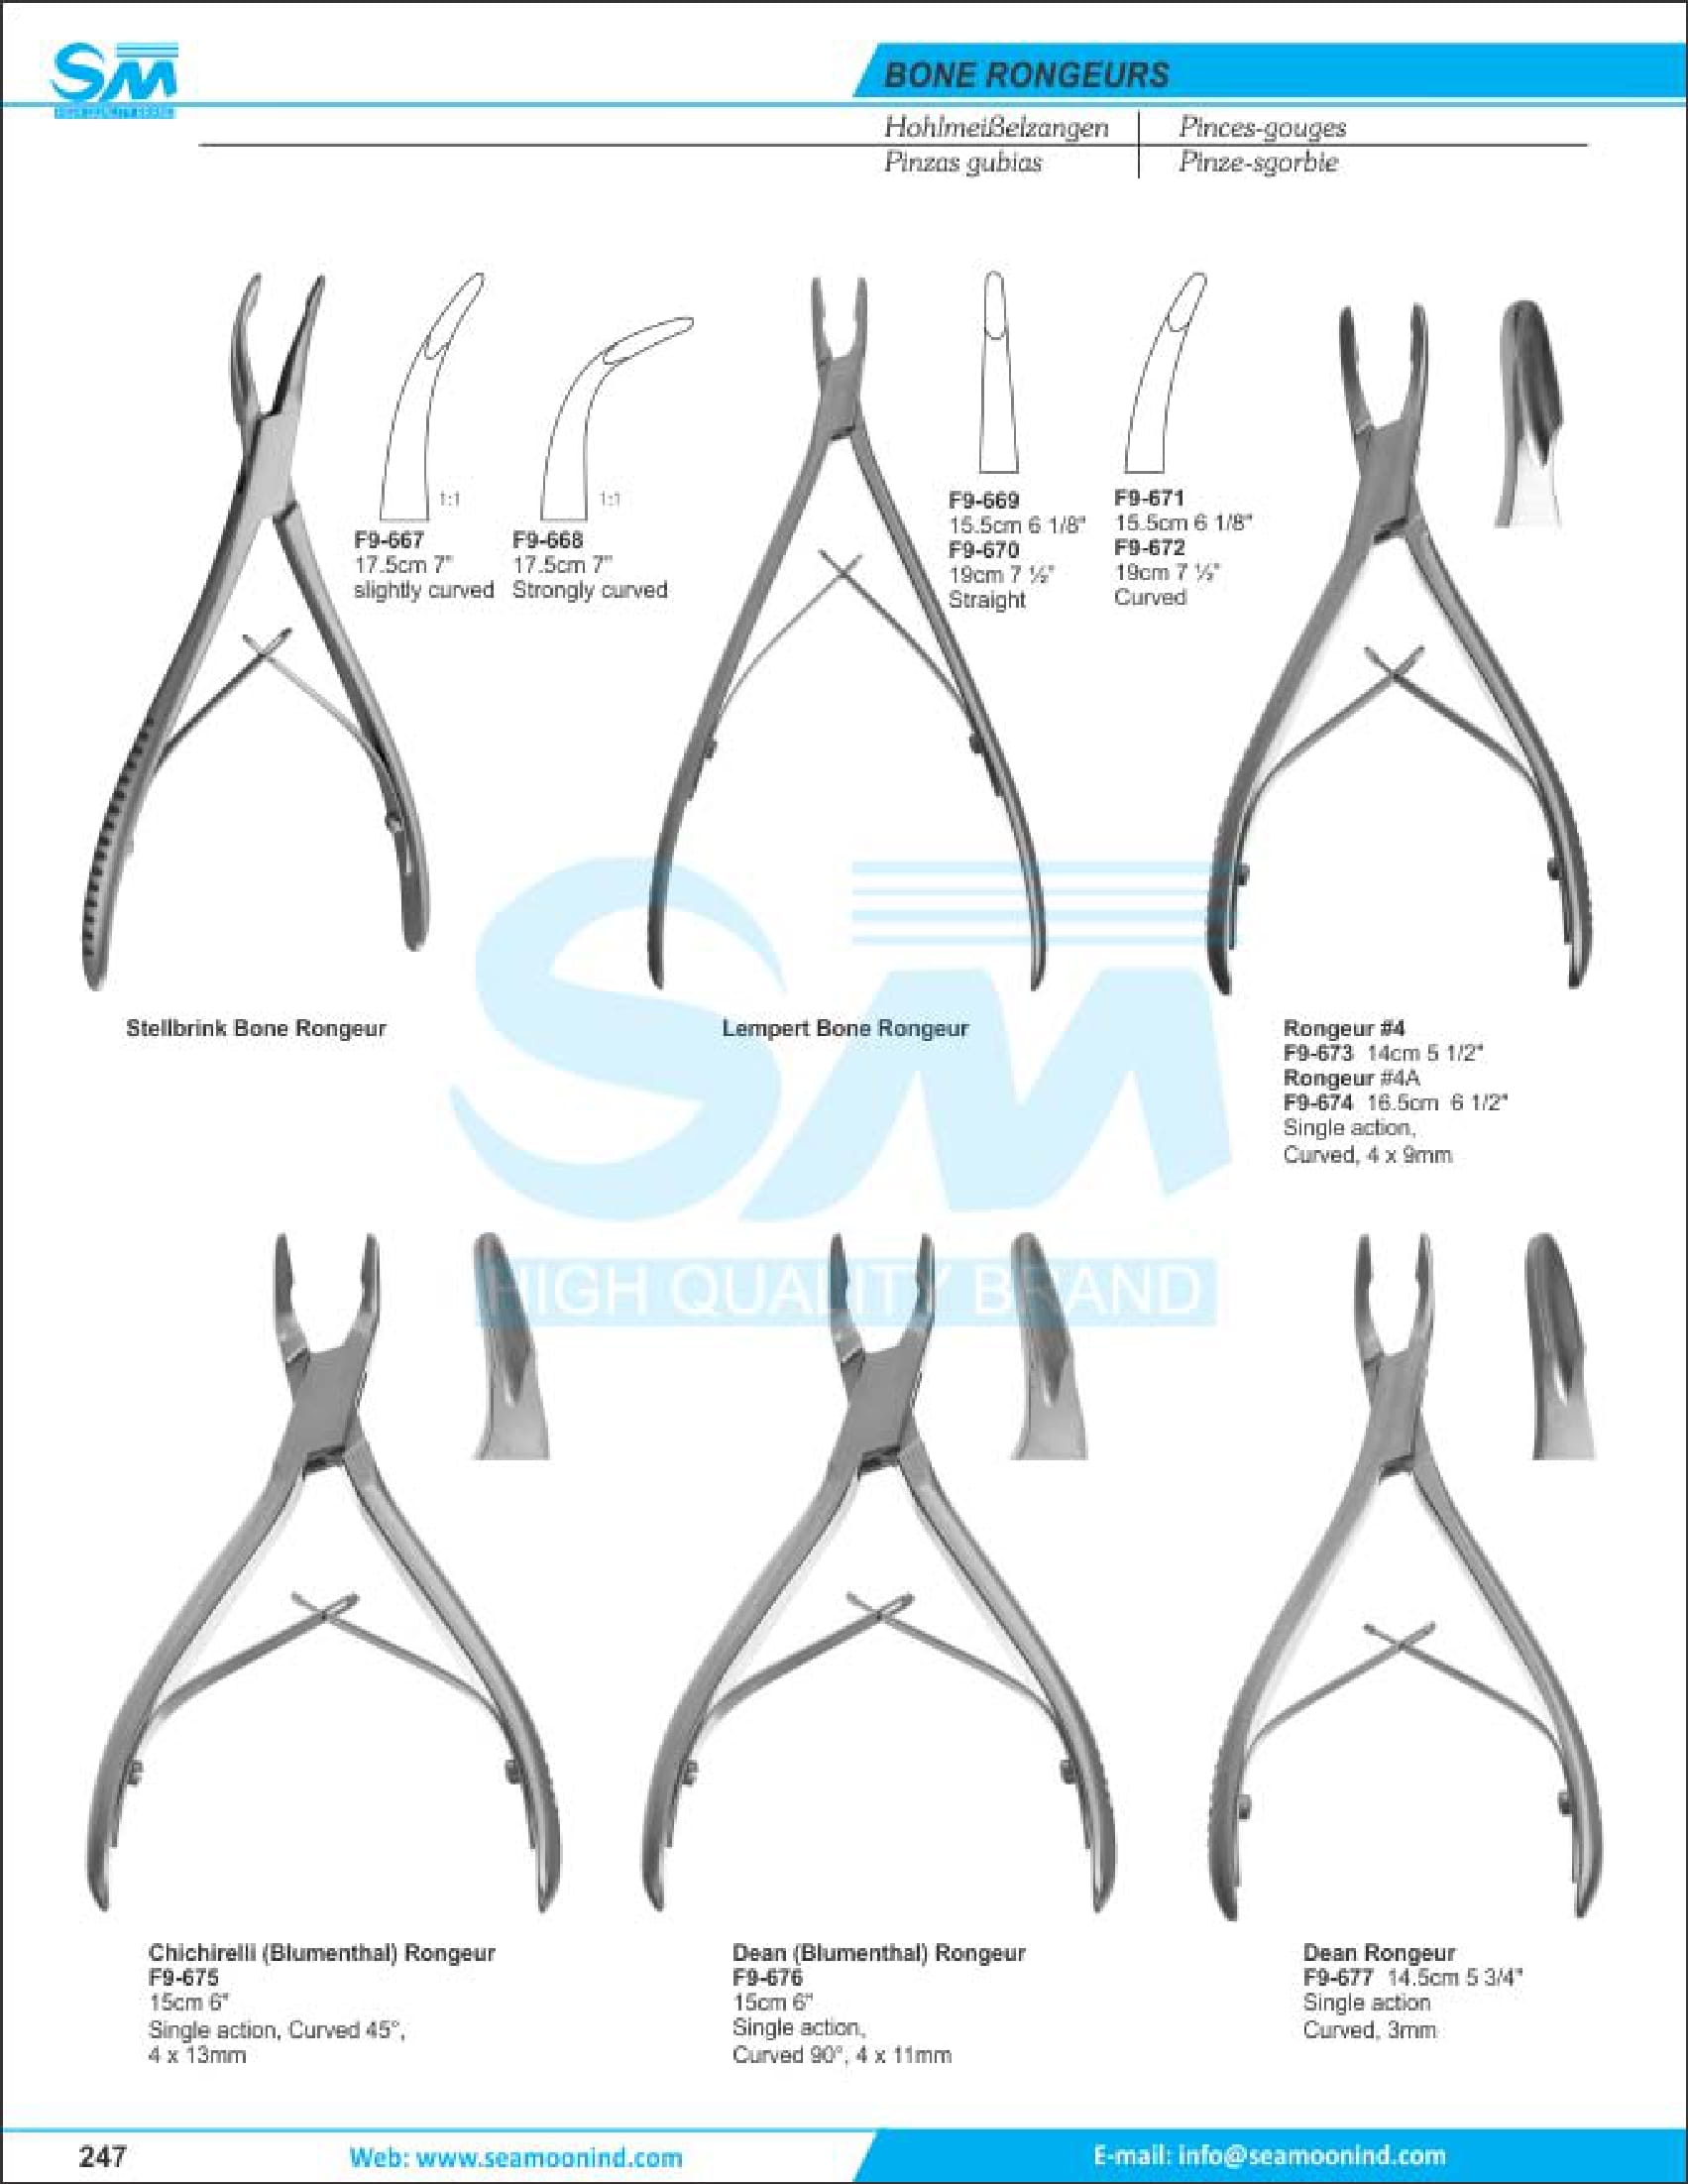 SM
BONE RONGEURS
Hohlmeißelzangen
Pinces-gouges
Pinzas gubias
Pinze-sgorbie
1:1
F9-667
17.5cm 7"
slightly curved
1:1
F9-668
17.5cm 7"
Strongly curved
F9-669
15.5cm 6 1/8"
F9-670
19cm 7 ½"
Straight
F9-671
15.5cm 6 1/8"
F9-672
19cm 7 ½"
Curved
Stellbrink Bone Rongeur
Lempert Bone Rongeur
Rongeur #4
F9-673 14cm 5 1/2"
Rongeur #4A
F9-674 16.5cm 6 1/2"
Single action,
Curved, 4 x 9mm
SM
HIGH QUALITY BRAND
Chichirelli (Blumenthal) Rongeur
F9-675
15cm 6"
Single action, Curved 45°,
4 x 13mm
Dean (Blumenthal) Rongeur
F9-676
15cm 6"
Single action,
Curved 90°, 4 x 11mm
Dean Rongeur
F9-677 14.5cm 5 3/4"
Single action
Curved, 3mm
247
Web: www.seamoonind.com
E-mail: info@seamoonind.com